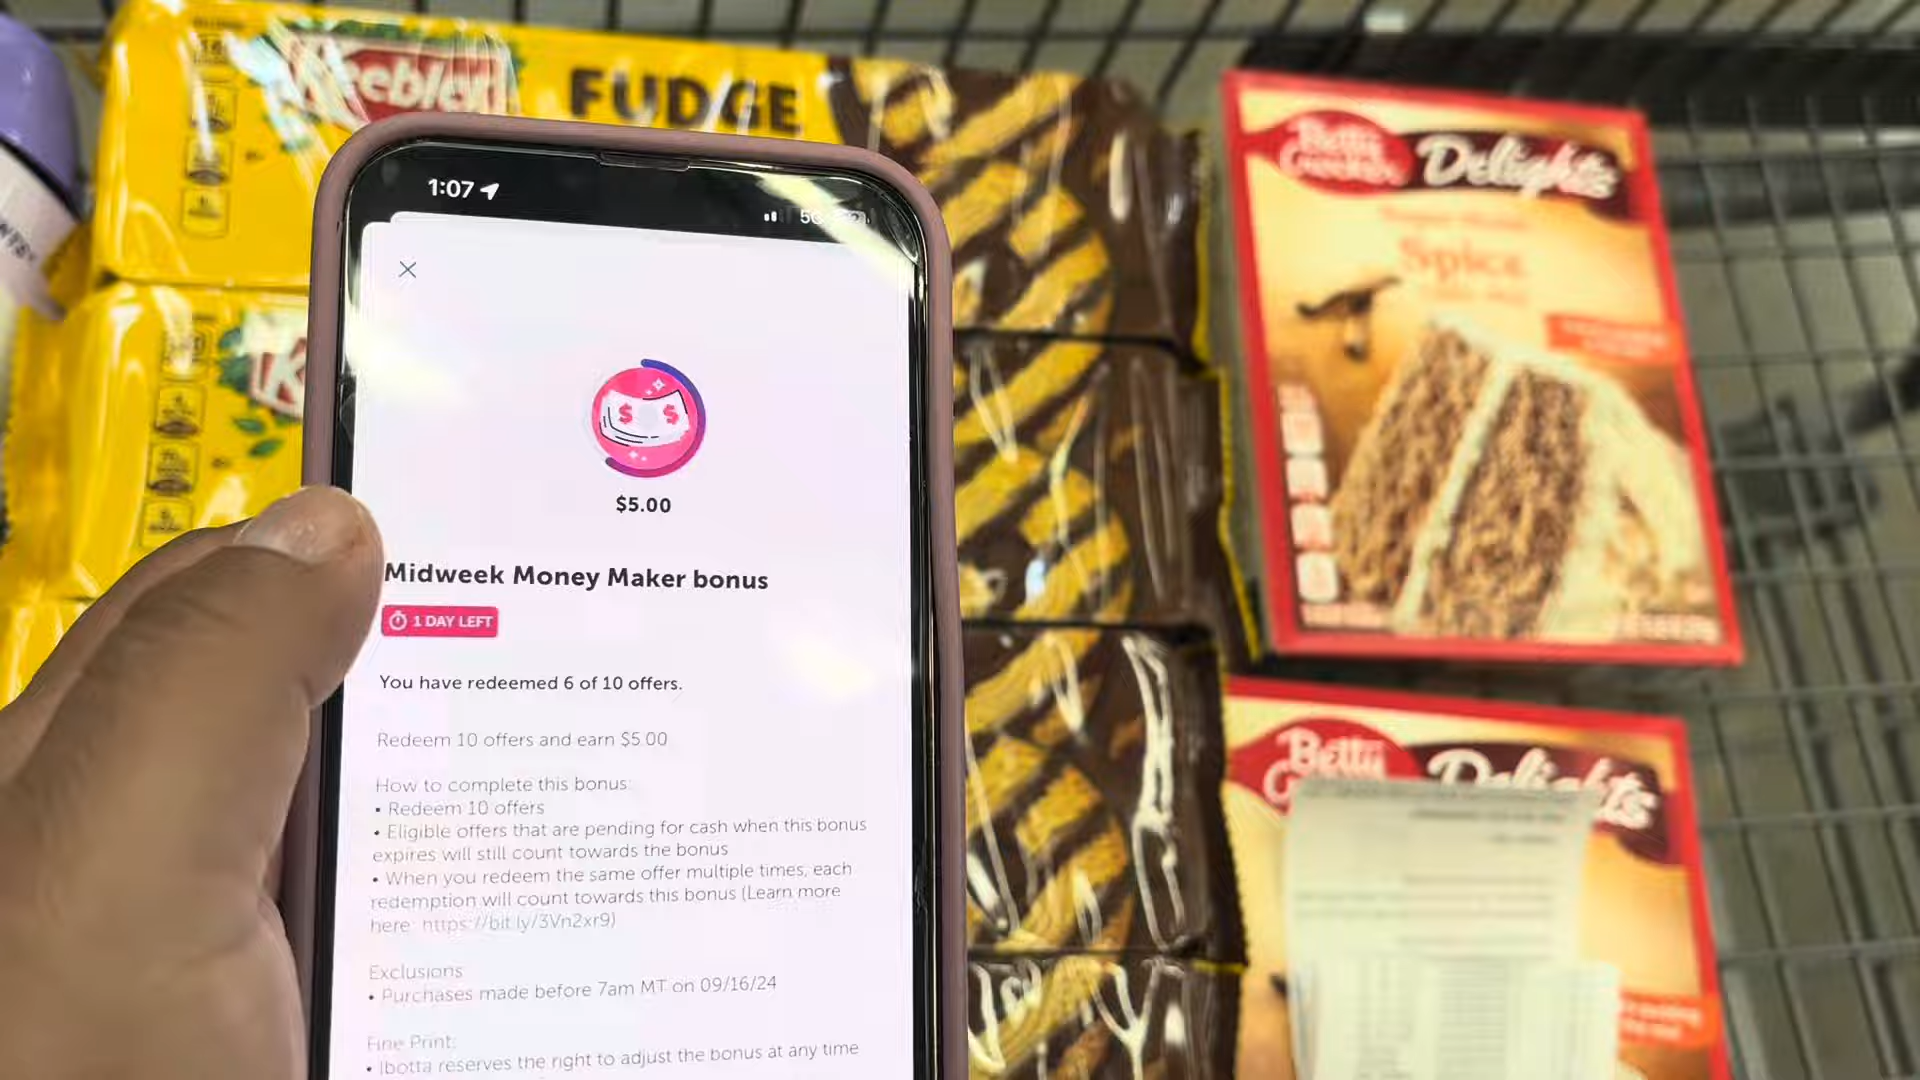 Keebler
FUDGE
Betty
Crocker
Delights
Spice
1:07
5G
$ $
$5.00
Midweek Money Maker bonus
1 DAY LEFT
You have redeemed 6 of 10 offers.
Redeem 10 offers and earn $5.00
How to complete this bonus:
• Redeem 10 offers
• Eligible offers that are pending for cash when this bonus
expires will still count towards the bonus
• When you redeem the same offer multiple times, each
redemption will count towards this bonus (Learn more
here: https://bit.ly/3Vn2xr9)
Exclusions
• Purchases made before 7am MT on 09/16/24
Fine Print:
• Ibotta reserves the right to adjust the bonus at any time
Betty
Delights